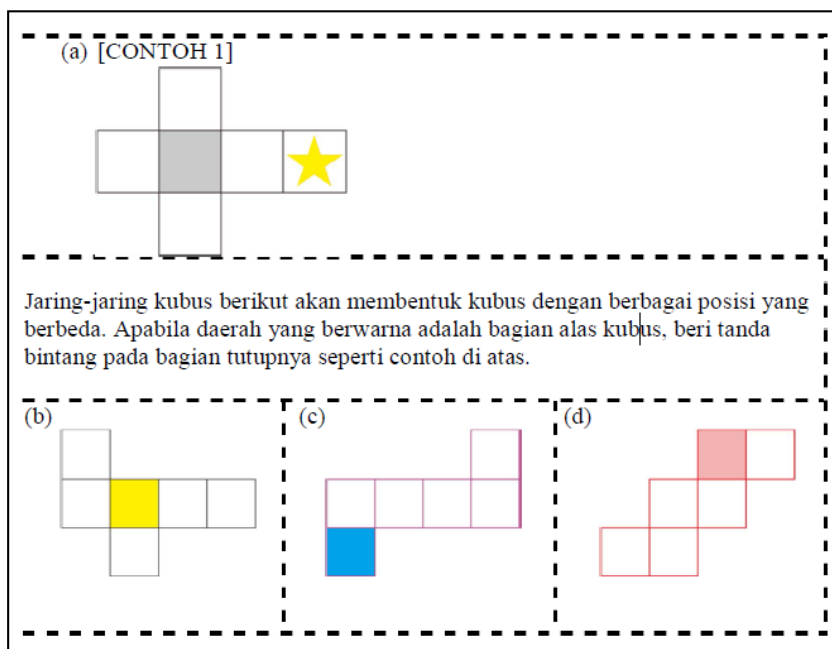 (a) [CONTOH 1]
Jaring-jaring kubus berikut akan membentuk kubus dengan berbagai posisi yang
berbeda. Apabila daerah yang berwarna adalah bagian alas kubus, beri tanda
bintang pada bagian tutupnya seperti contoh di atas.
(b) (c) (d)